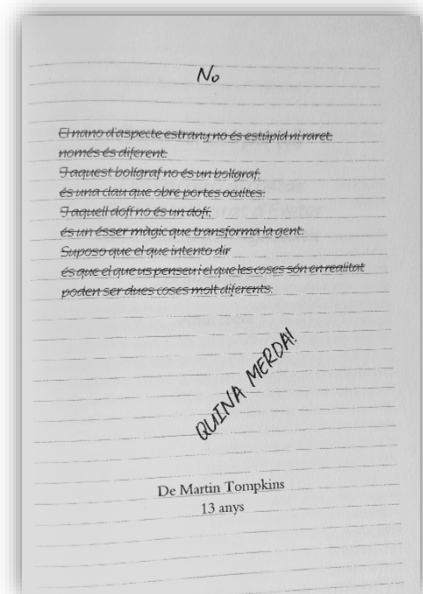 No
El nano d'aspecte estrany no és estúpid ni raret.
només és diferent.
I aquest bolígraf no és un bolígraf,
és una clau que obre portes ocultes.
I aquell dofí no és un dofí,
és un ésser màgic que transforma la gent.
Suposo que el que intento dir
és que el que us penseu i el que les coses són en realitat
poden ser dues coses molt diferents.
QUINA MERDA!
De Martin Tompkins
13 anys